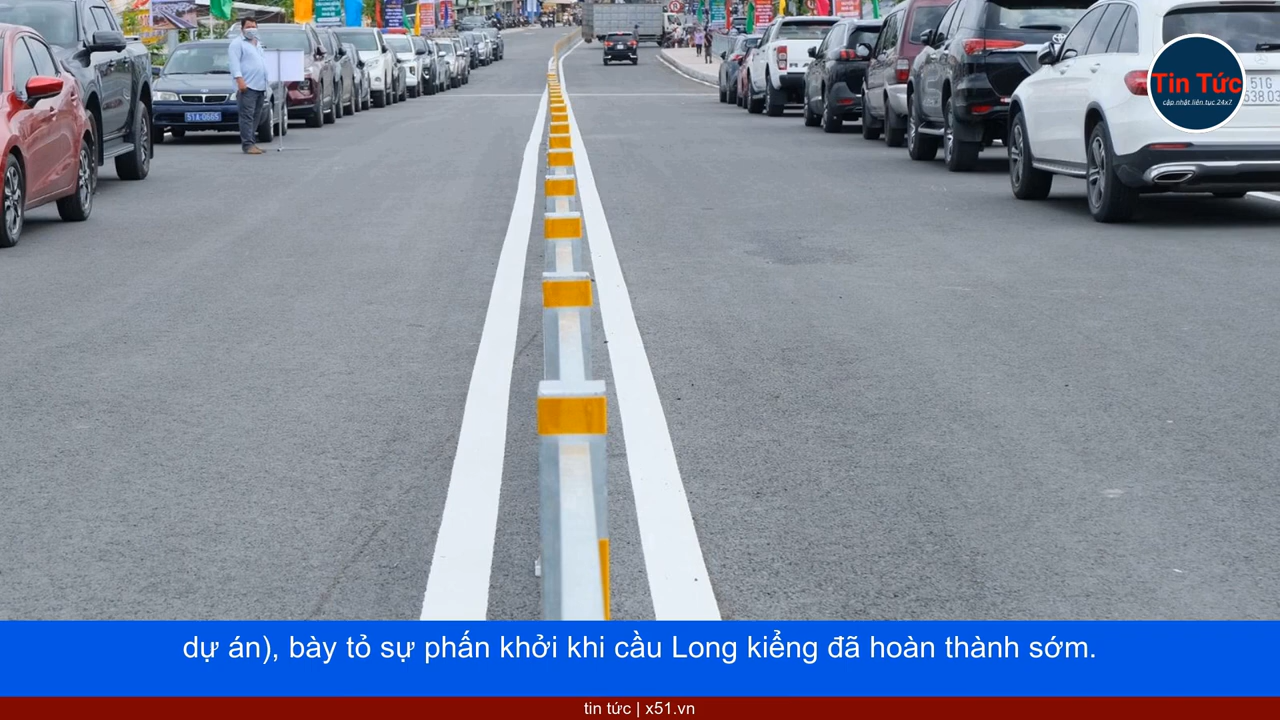 Tin Tức
cập nhật liên tục 24x7
51A-0665
51G
538.03
dự án), bày tỏ sự phấn khởi khi cầu Long kiểng đã hoàn thành sớm.
tin tức | x51.vn